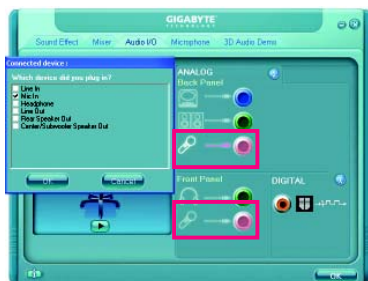 GIGABYTE
TECHNOLOGY
Sound Effect Mixer Audio I/O Microphone 3D Audio Demo
Connected device :
Which device did you plug in?
Line In
Mic In
Headphone
Line Out
Rear Speaker Out
Center/Subwoofer Speaker Out
OK Cancel
ANALOG
Back Panel
Front Panel
DIGITAL
OK